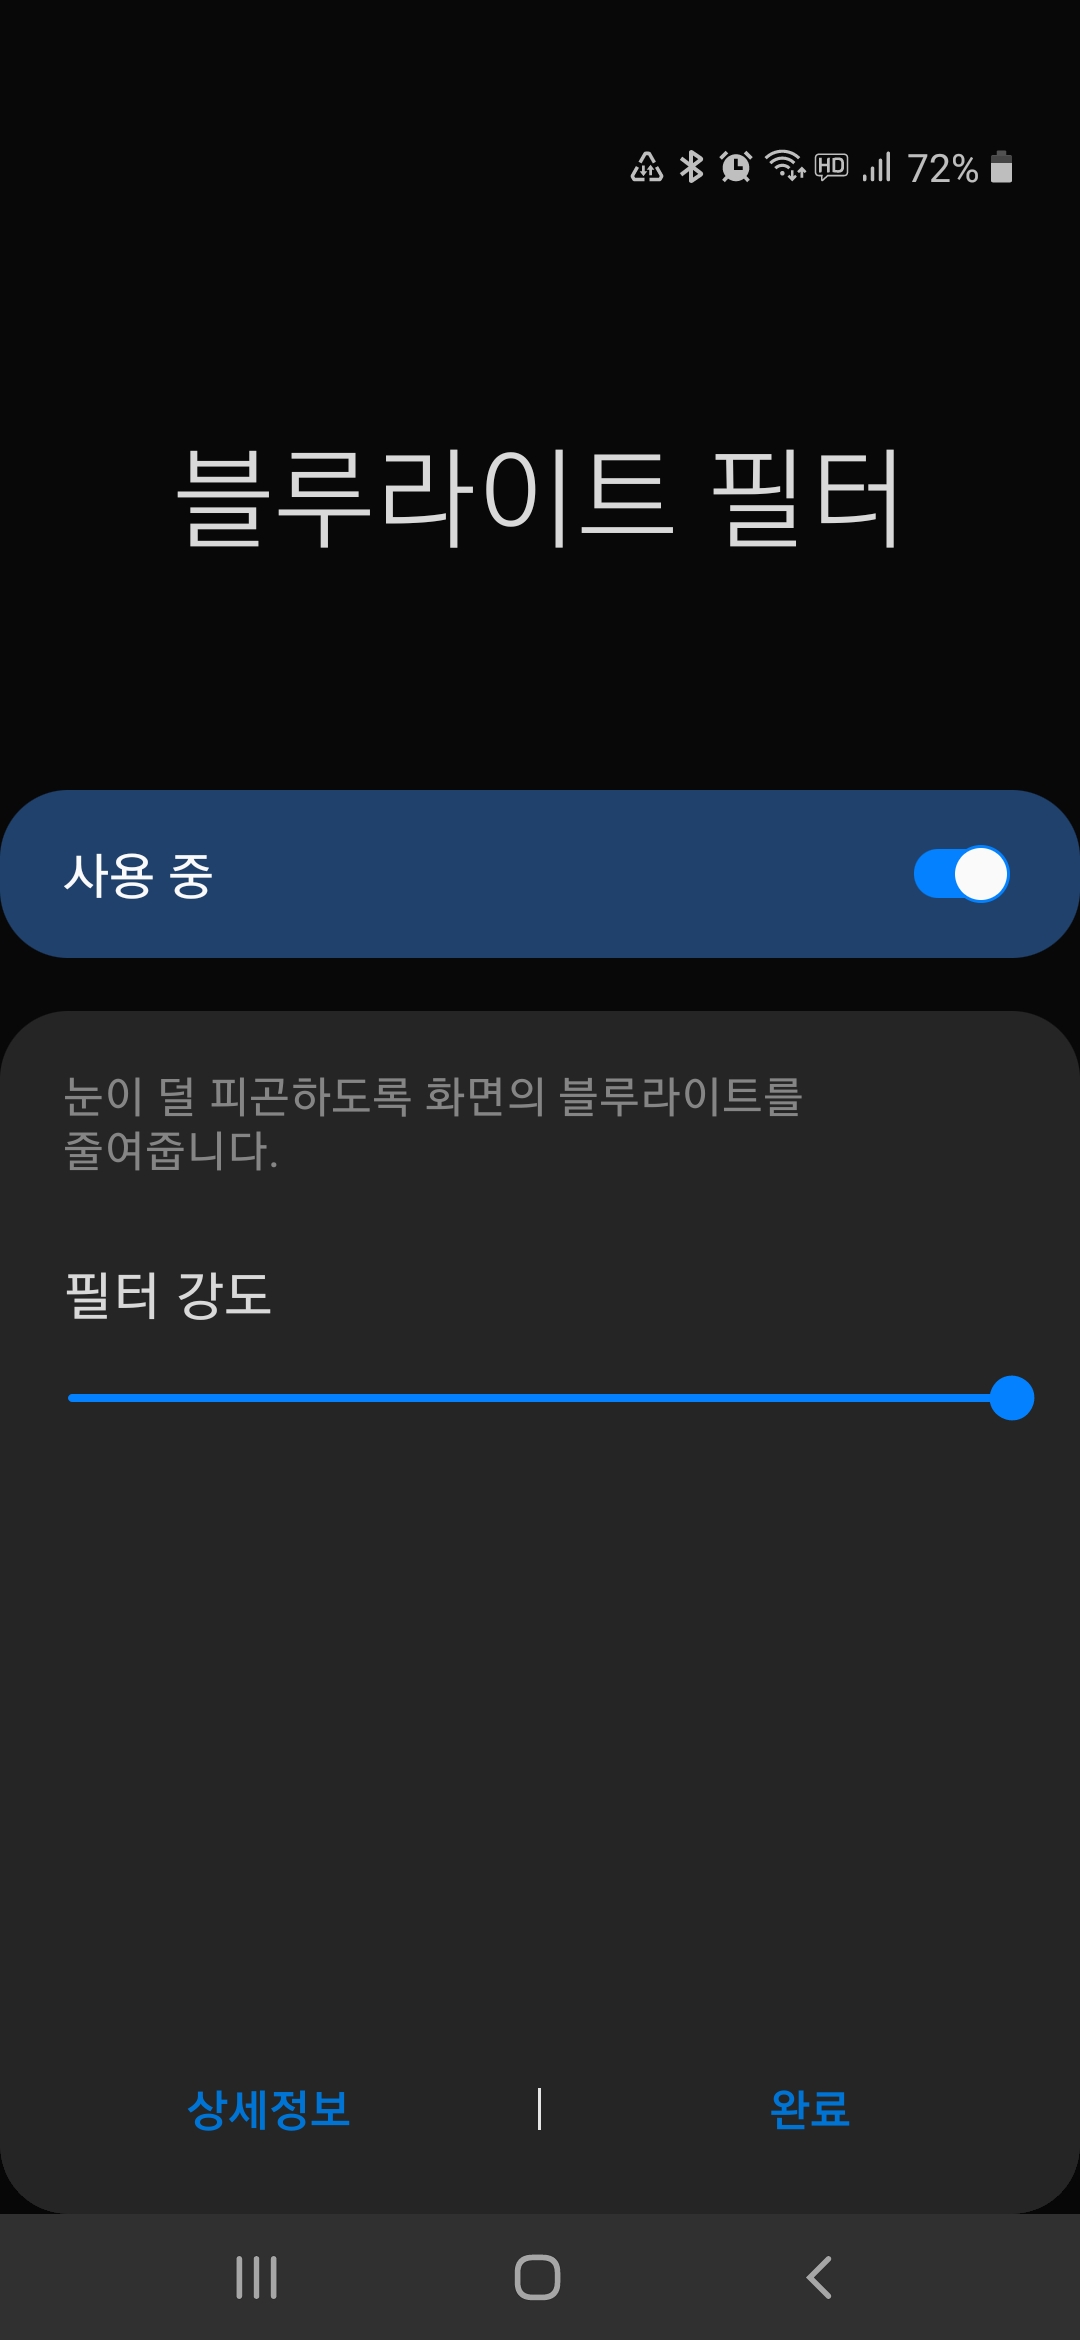 HD 72%
블루라이트 필터
사용 중
눈이 덜 피곤하도록 화면의 블루라이트를
줄여줍니다.
필터 강도
상세정보 | 완료